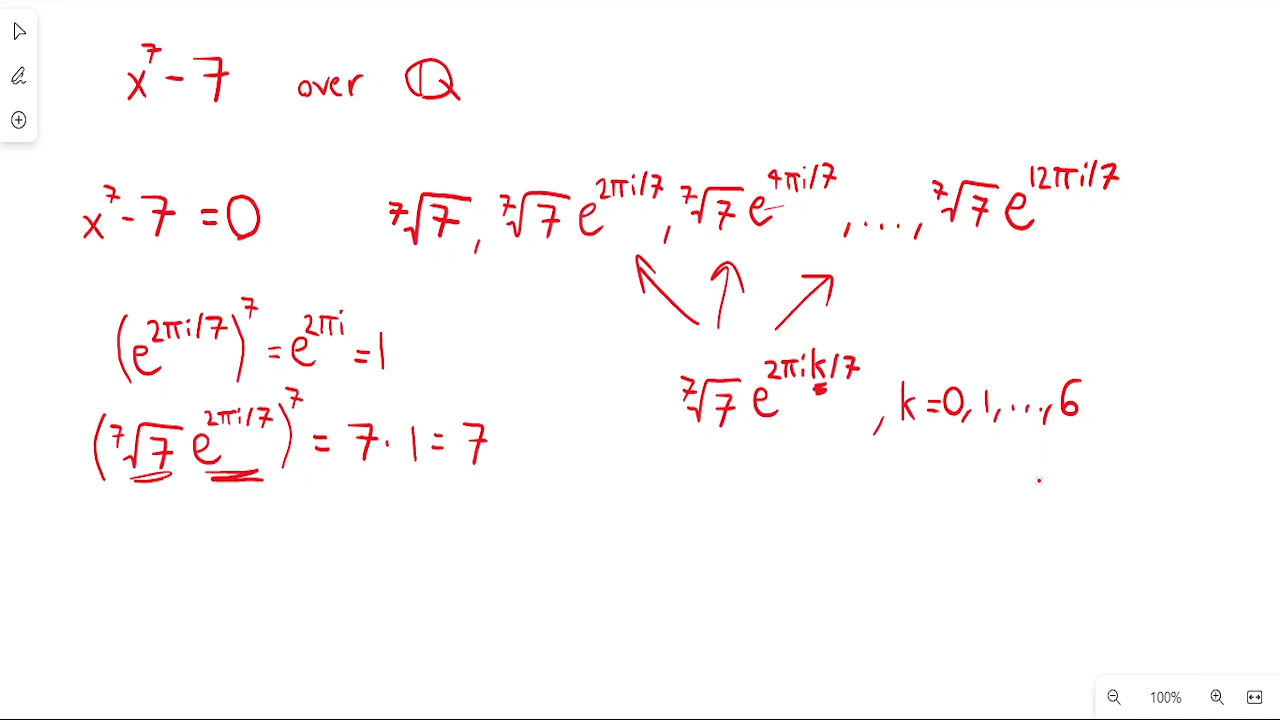 x⁷ - 7 over ℚ
x⁷ - 7 = 0 ⁷√7, ⁷√7 e^{2πi/7}, ⁷√7 e^{4πi/7}, ...., ⁷√7 e^{12πi/7}
(e^{2πi/7})⁷ = e^{2πi} = 1
⁷√7 e^{2πik/7}, k = 0, 1, ..., 6
(⁷√7 e^{2πi/7})⁷ = 7 · 1 = 7
100%